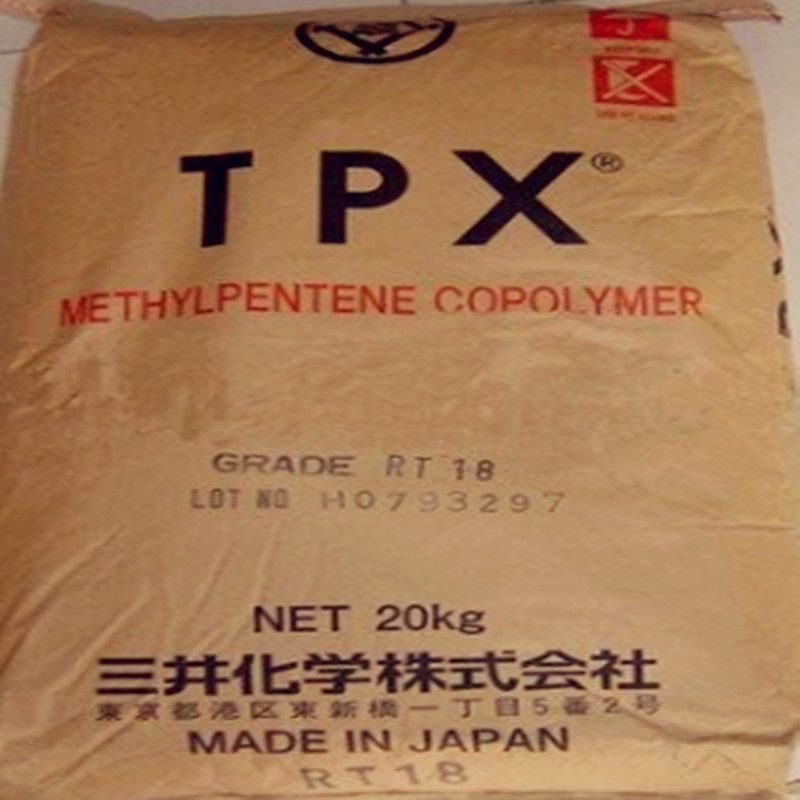 TPX®
METHYLPENTENE COPOLYMER
GRADE RT18
LOT NO H0793297
NET 20kg
三井化学株式会社
東京都港区東新橋一丁目5番2号
MADE IN JAPAN
RT18